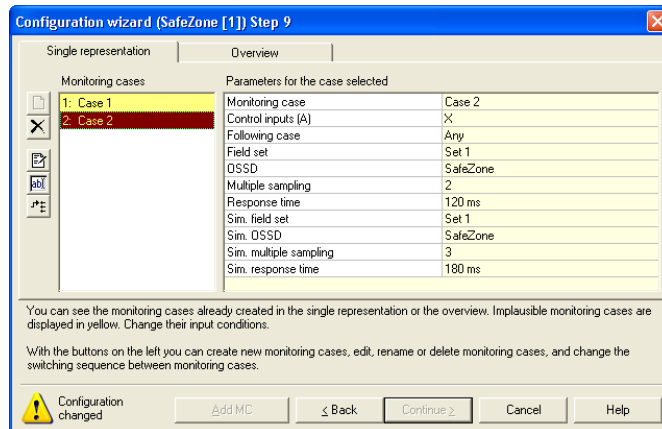 Configuration wizard (SafeZone [1]) Step 9
Single representation
Overview
Monitoring cases
Parameters for the case selected
1: Case 1
2: Case 2
Monitoring case Case 2
Control inputs (A) X
Following case Any
Field set Set 1
OSSD SafeZone
Multiple sampling 2
Response time 120 ms
Sim. field set Set 1
Sim. OSSD SafeZone
Sim. multiple sampling 3
Sim. response time 180 ms
You can see the monitoring cases already created in the single representation or the overview. Implausible monitoring cases are
displayed in yellow. Change their input conditions.
With the buttons on the left you can create new monitoring cases, edit, rename or delete monitoring cases, and change the
switching sequence between monitoring cases.
Configuration
changed
Add MC
< Back
Continue >
Cancel
Help